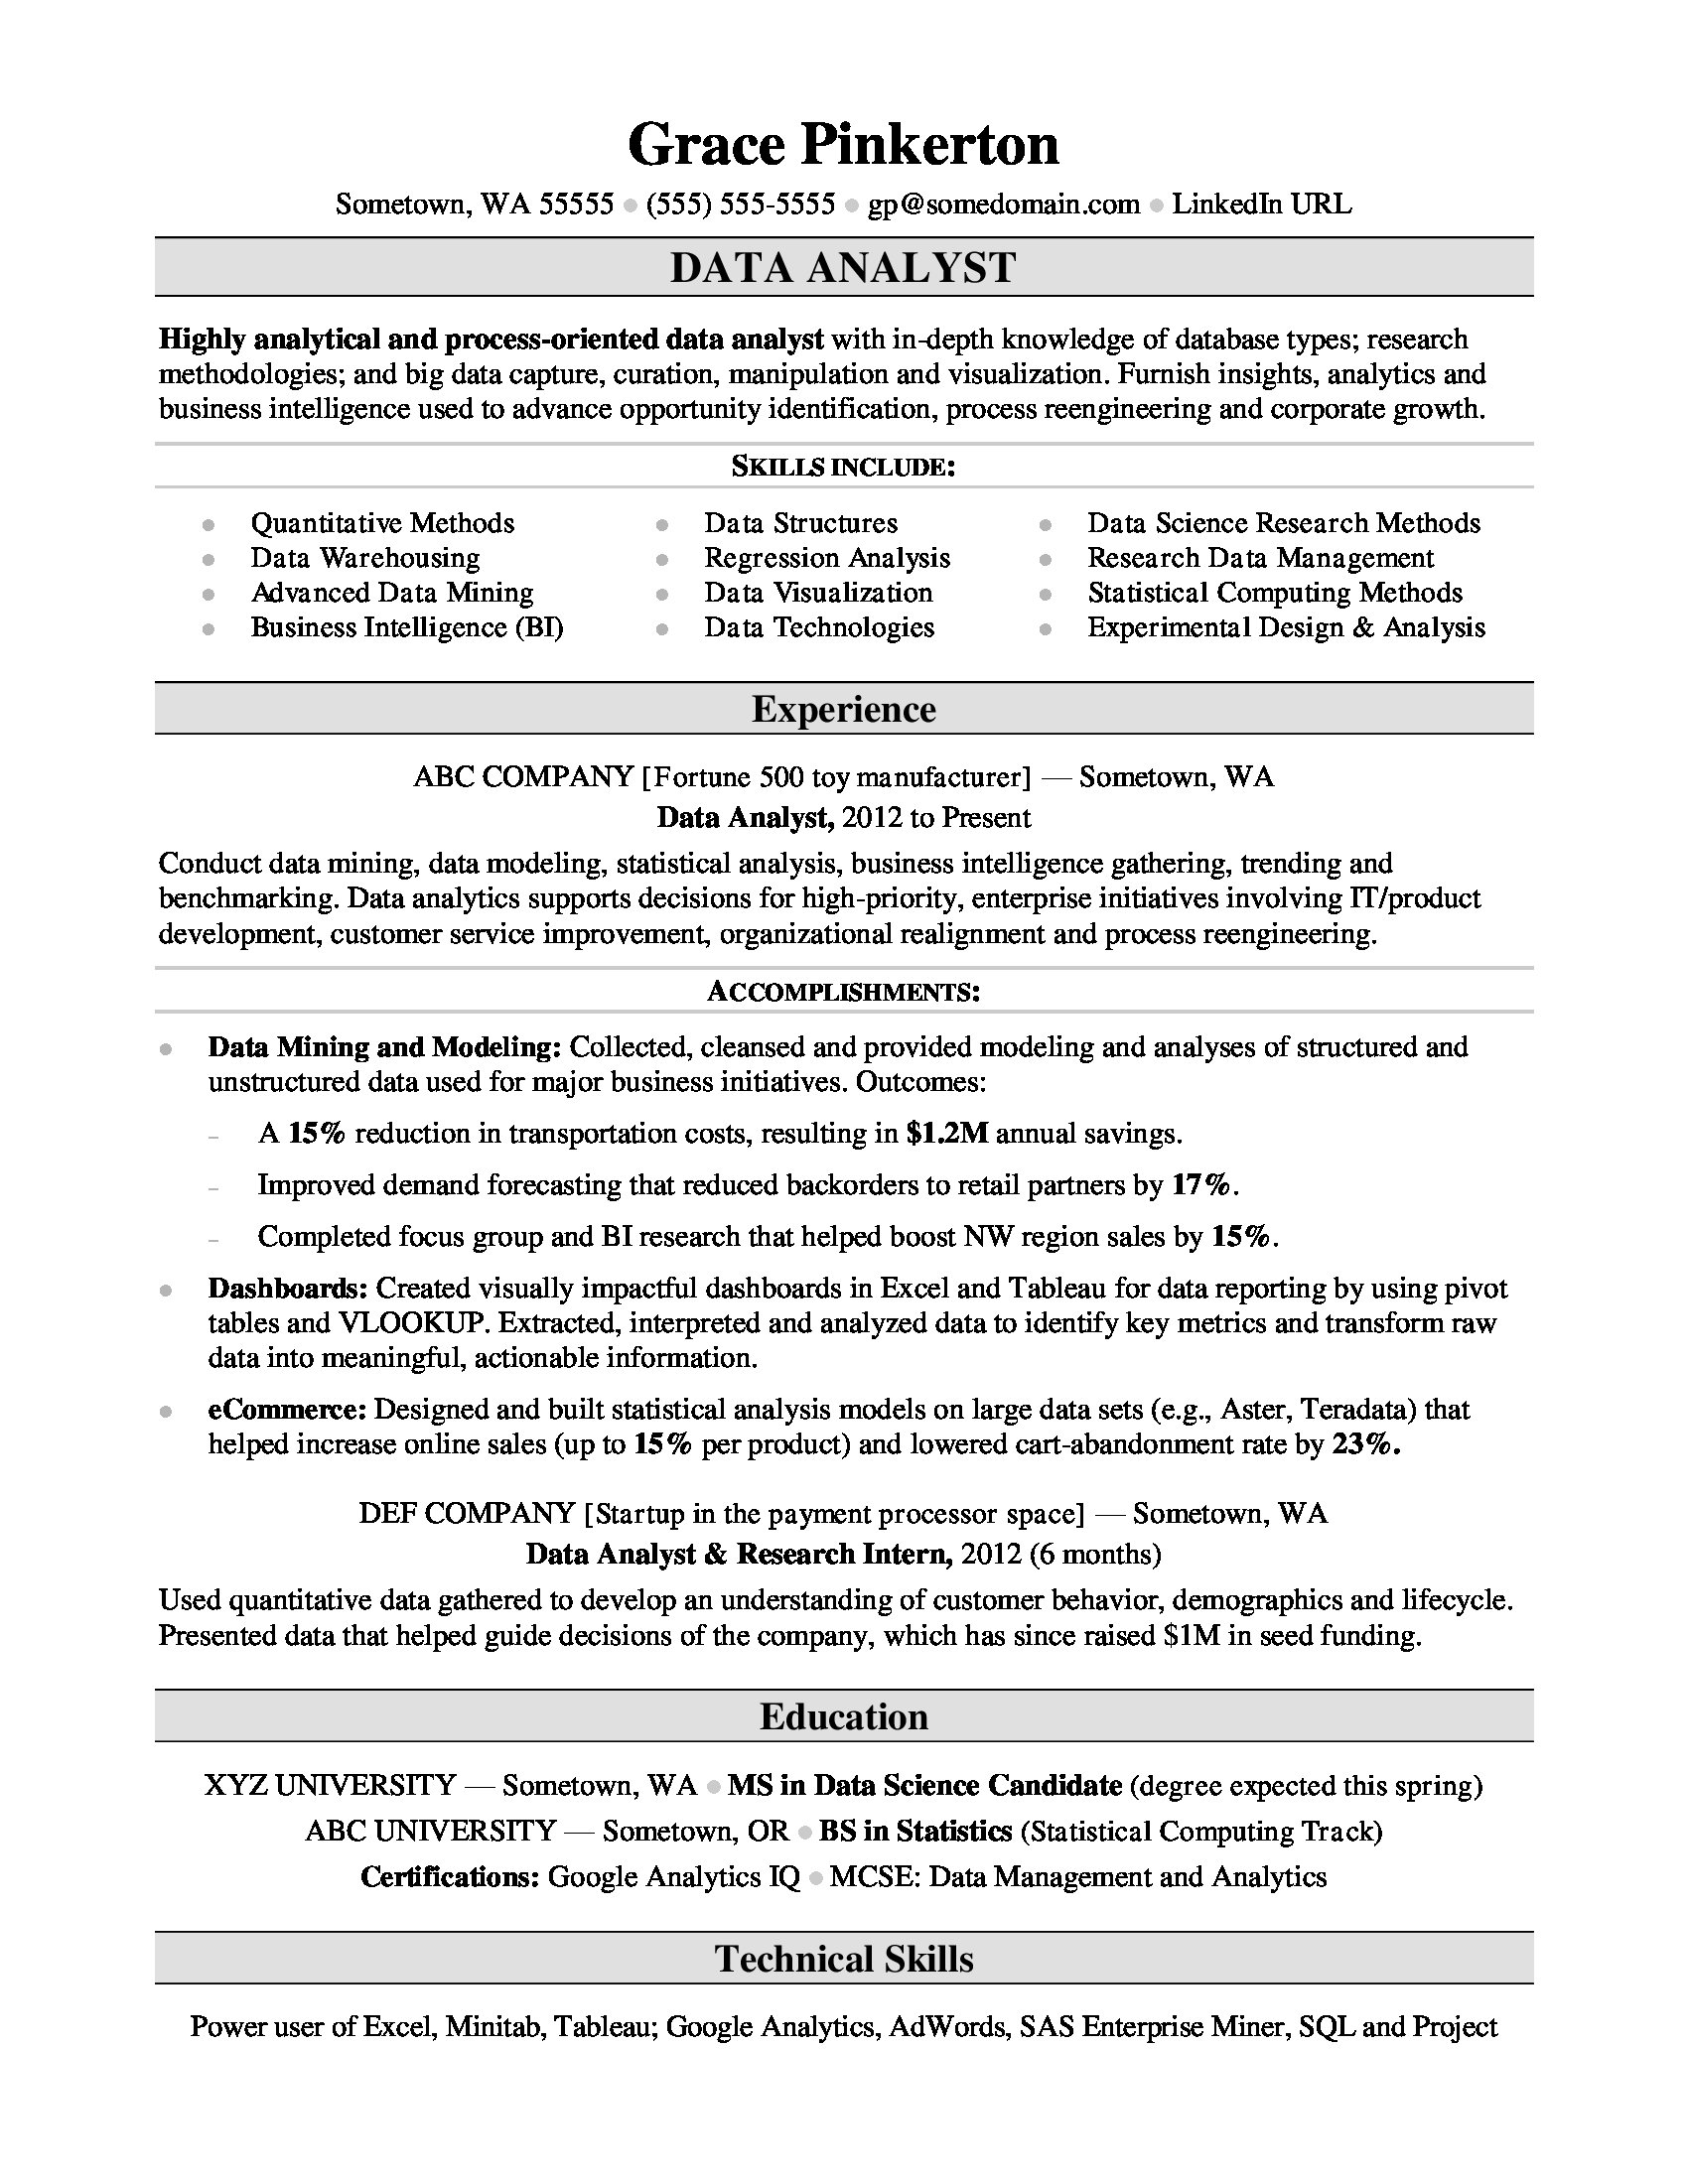 Grace Pinkerton
Sometown, WA 55555 ● (555) 555-5555 ● gp@somedomain.com ● LinkedIn URL
DATA ANALYST
Highly analytical and process-oriented data analyst with in-depth knowledge of database types; research
methodologies; and big data capture, curation, manipulation and visualization. Furnish insights, analytics and
business intelligence used to advance opportunity identification, process reengineering and corporate growth.
SKILLS INCLUDE:
● Quantitative Methods ● Data Structures ● Data Science Research Methods
● Data Warehousing ● Regression Analysis ● Research Data Management
● Advanced Data Mining ● Data Visualization ● Statistical Computing Methods
● Business Intelligence (BI) ● Data Technologies ● Experimental Design & Analysis
Experience
ABC COMPANY [Fortune 500 toy manufacturer] — Sometown, WA
Data Analyst, 2012 to Present
Conduct data mining, data modeling, statistical analysis, business intelligence gathering, trending and
benchmarking. Data analytics supports decisions for high-priority, enterprise initiatives involving IT/product
development, customer service improvement, organizational realignment and process reengineering.
ACCOMPLISHMENTS:
● Data Mining and Modeling: Collected, cleansed and provided modeling and analyses of structured and
unstructured data used for major business initiatives. Outcomes:
– A 15% reduction in transportation costs, resulting in $1.2M annual savings.
– Improved demand forecasting that reduced backorders to retail partners by 17%.
– Completed focus group and BI research that helped boost NW region sales by 15%.
● Dashboards: Created visually impactful dashboards in Excel and Tableau for data reporting by using pivot
tables and VLOOKUP. Extracted, interpreted and analyzed data to identify key metrics and transform raw
data into meaningful, actionable information.
● eCommerce: Designed and built statistical analysis models on large data sets (e.g., Aster, Teradata) that
helped increase online sales (up to 15% per product) and lowered cart-abandonment rate by 23%.
DEF COMPANY [Startup in the payment processor space] — Sometown, WA
Data Analyst & Research Intern, 2012 (6 months)
Used quantitative data gathered to develop an understanding of customer behavior, demographics and lifecycle.
Presented data that helped guide decisions of the company, which has since raised $1M in seed funding.
Education
XYZ UNIVERSITY — Sometown, WA ● MS in Data Science Candidate (degree expected this spring)
ABC UNIVERSITY — Sometown, OR ● BS in Statistics (Statistical Computing Track)
Certifications: Google Analytics IQ ● MCSE: Data Management and Analytics
Technical Skills
Power user of Excel, Minitab, Tableau; Google Analytics, AdWords, SAS Enterprise Miner, SQL and Project